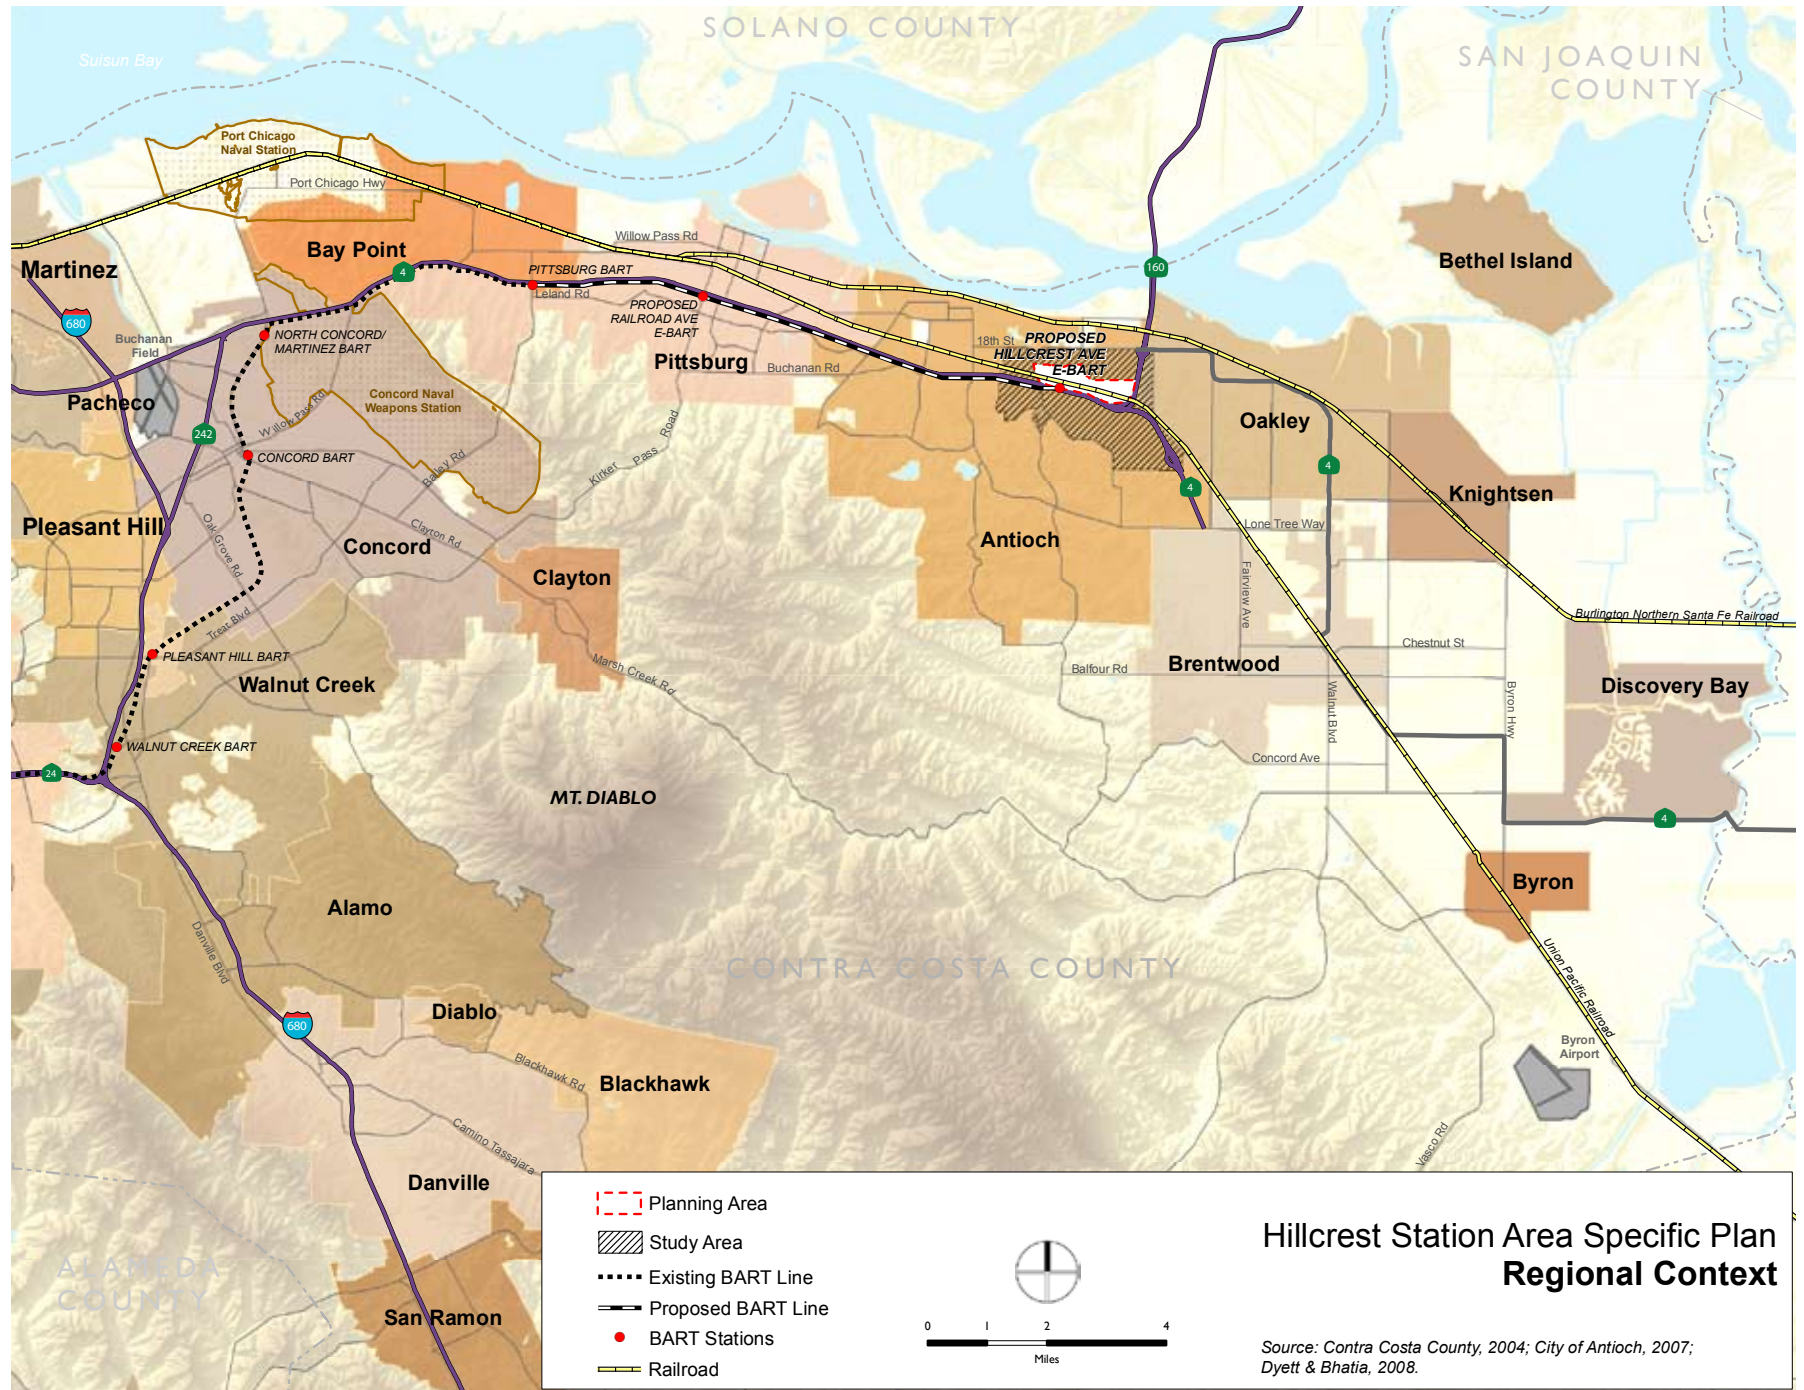 SOLANO COUNTY
SAN JOAQUIN
COUNTY
Suisun Bay
Port Chicago
Naval Station
Port Chicago Hwy
Willow Pass Rd
160
Bay Point
Martinez
4
PITTSBURG BART
Leland Rd
Bethel Island
680
Buchanan
Field
NORTH CONCORD/
MARTINEZ BART
PROPOSED
RAILROAD AVE
E-BART
18th St
PROPOSED
HILLCREST AVE
E-BART
Pittsburg
Buchanan Rd
Pacheco
Concord Naval
Weapons Station
242
Willow Pass Rd
Oakley
CONCORD BART
Bailey Rd
Kirker
Pass
Road
4
4
Knightsen
Pleasant Hill
Oak Grove Rd
Clayton Rd
Concord
Antioch
Lone Tree Way
Clayton
Fairview Ave
Treat Blvd
Burlington Northern Santa Fe Railroad
PLEASANT HILL BART
Marsh Creek Rd
Balfour Rd
Brentwood
Chestnut St
Walnut Creek
Walnut Blvd
Byron Hwy
Discovery Bay
WALNUT CREEK BART
24
Concord Ave
MT. DIABLO
4
Byron
Alamo
Danville Blvd
CONTRA COSTA COUNTY
Union Pacific Railroad
Diablo
680
Byron
Airport
Blackhawk Rd
Blackhawk
Camino Tassajara
Vasco Rd
Danville
ALAMEDA
COUNTY
San Ramon
Planning Area
Study Area
Existing BART Line
Proposed BART Line
BART Stations
Railroad
0 1 2 4
Miles
Hillcrest Station Area Specific Plan
Regional Context
Source: Contra Costa County, 2004; City of Antioch, 2007;
Dyett & Bhatia, 2008.